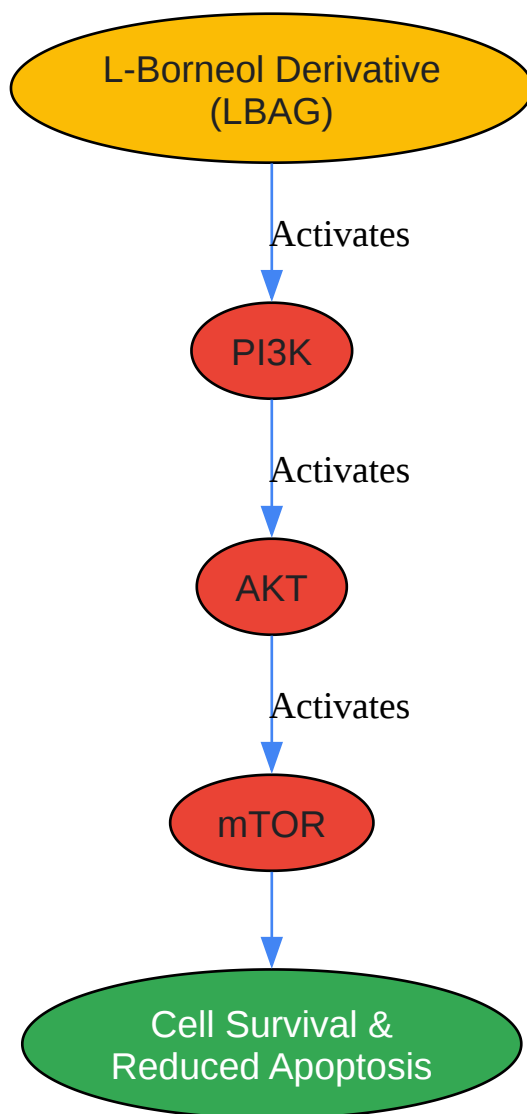 L-Borneol Derivative
(LBAG)
Activates
PI3K
Activates
AKT
Activates
mTOR
Cell Survival &
Reduced Apoptosis